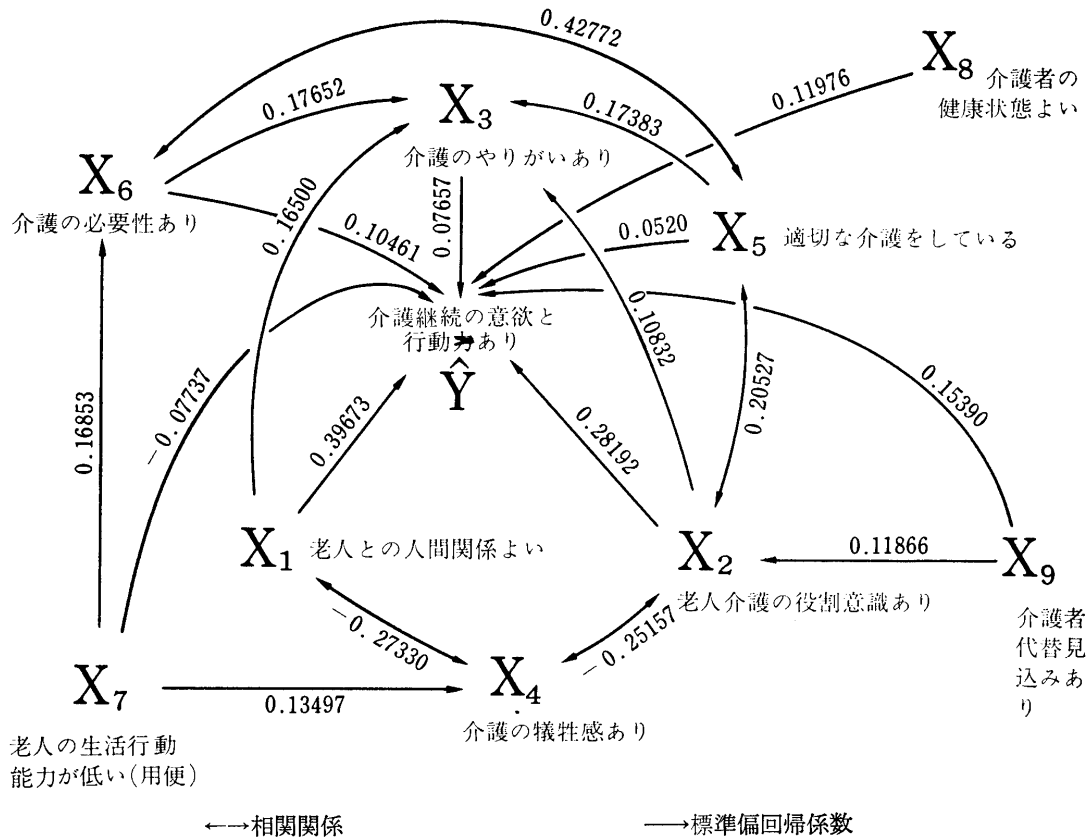 0.42772
X8
介護者の
健康状態よい
0.11976
0.17652
X3
0.17383
介護のやりがいあり
X6
介護の必要性あり
0.16500
0.07657
0.10461
0.0520
X5 適切な介護をしている
介護継続の意欲と
行動力あり
Ŷ
0.10832
0.20527
0.15390
0.16853
−0.07737
0.39673
0.28192
X1 老人との人間関係よい
X2
老人介護の役割意識あり
0.11866
X9
介護者
代替見
込みあ
り
−0.27330
−0.25157
X7
0.13497
X4
介護の犠牲感あり
老人の生活行動
能力が低い(用便)
←→相関関係
→標準偏回帰係数